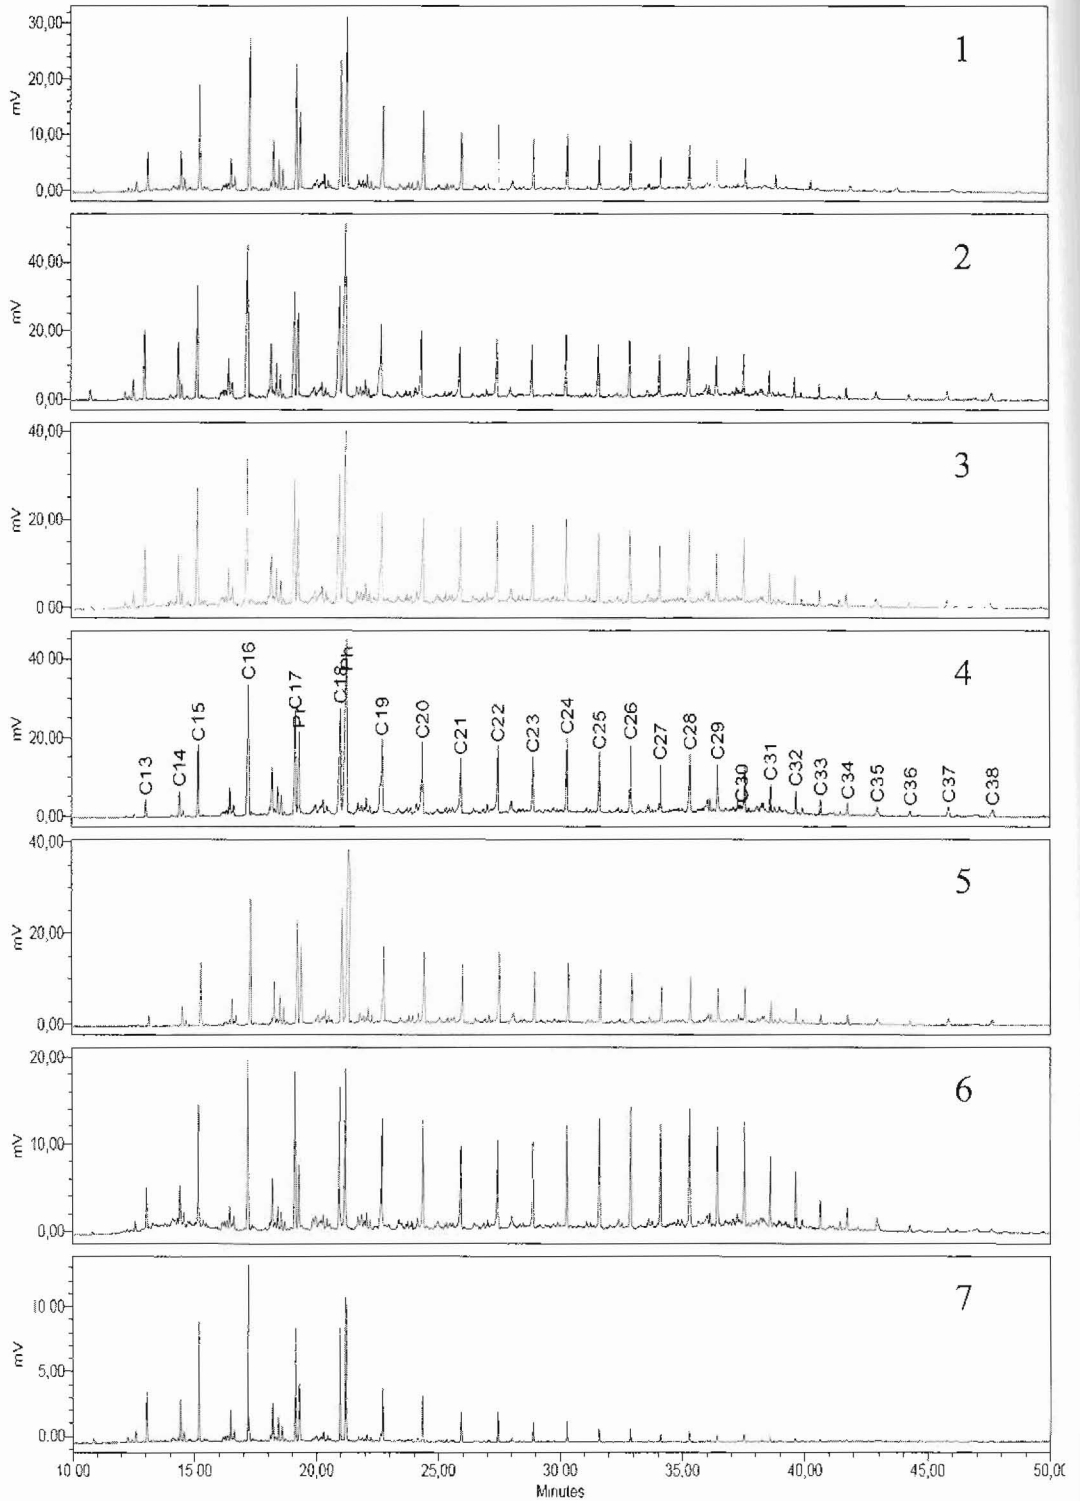 30,00
20,00
10,00
0,00
mV
1
40,00
20,00
0,00
mV
2
40,00
20,00
0 00
mV
3
40 00
20 00
0.00
mV
4
C13
C14
C15
C16
C17
Pr
C18
Ph
C19
C20
C21
C22
C23
C24
C25
C26
C27
C28
C29
C30
C31
C32
C33
C34
C35
C36
C37
C38
40,00
20,00
0,00
mV
5
20,00
10,00
0,00
mV
6
10 00
5,00
0.00
mV
7
10 00
15 00
20,00
25,00
30 00
35,00
40,00
45,00
50,00
Minutes